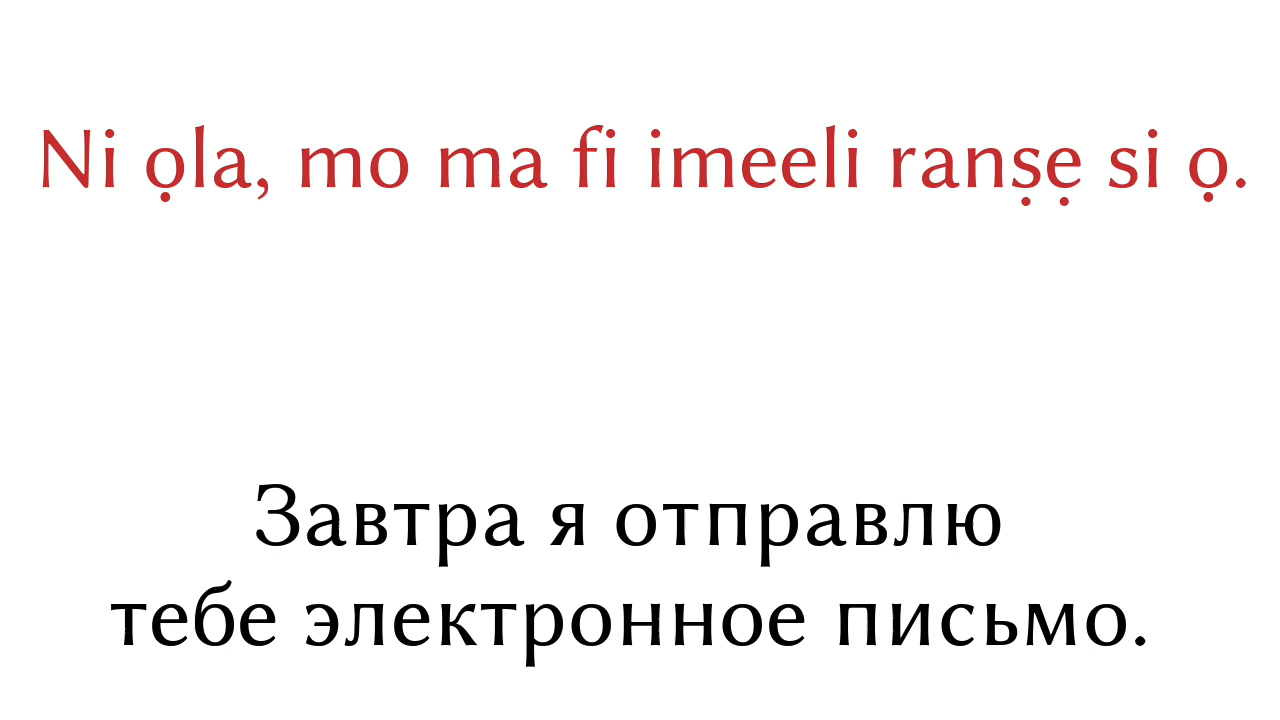 Ni ọla, mo ma fi imeeli ranṣẹ si ọ.
Завтра я отправлю
тебе электронное письмо.